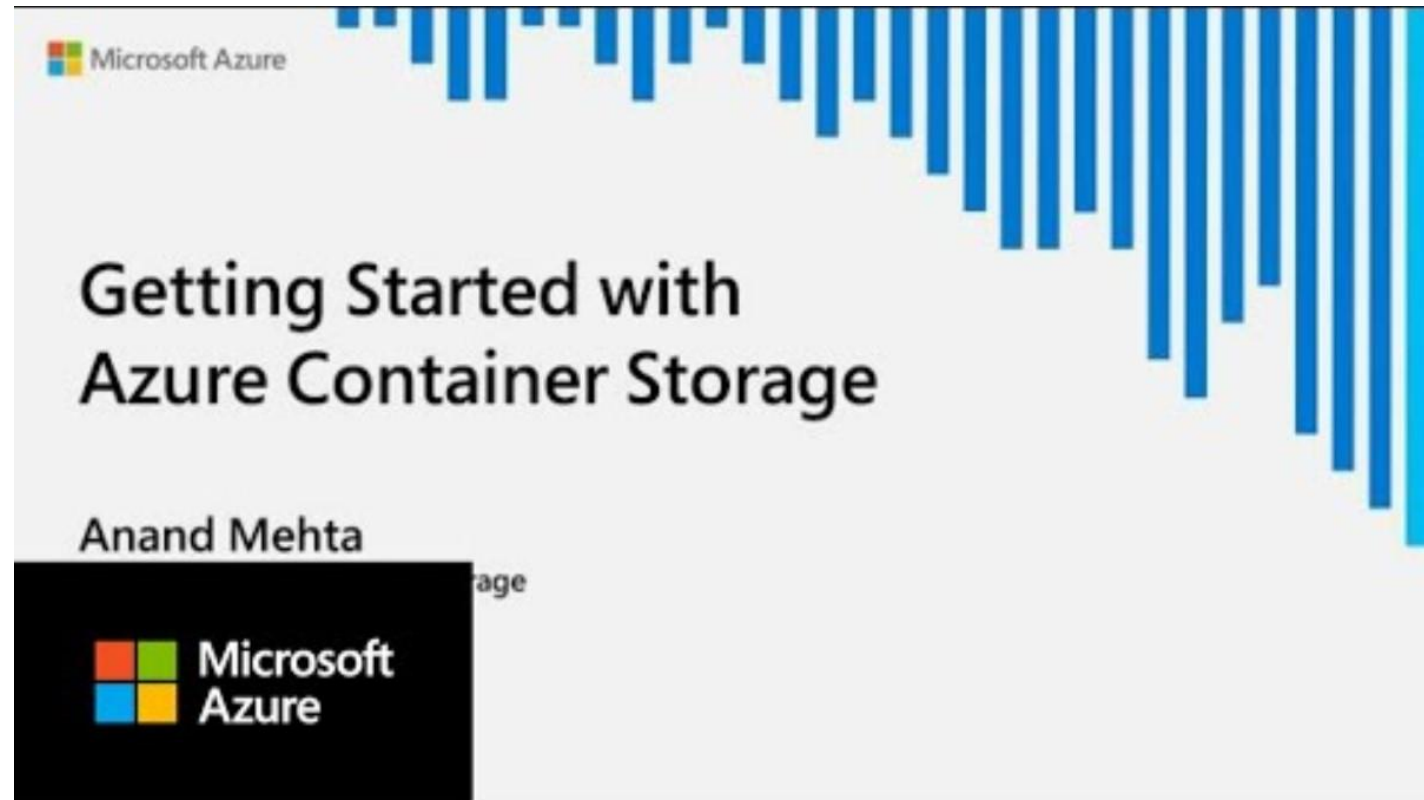 Microsoft Azure
Getting Started with
Azure Container Storage
Anand Mehta
Microsoft
Azure